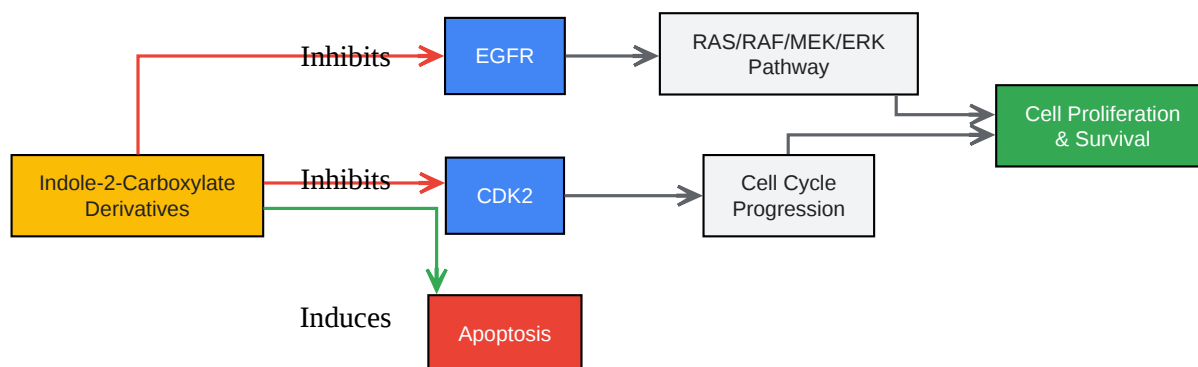 Inhibits
EGFR
RAS/RAF/MEK/ERK
Pathway
Cell Proliferation
& Survival
Indole-2-Carboxylate
Derivatives
Inhibits
CDK2
Cell Cycle
Progression
Induces
Apoptosis